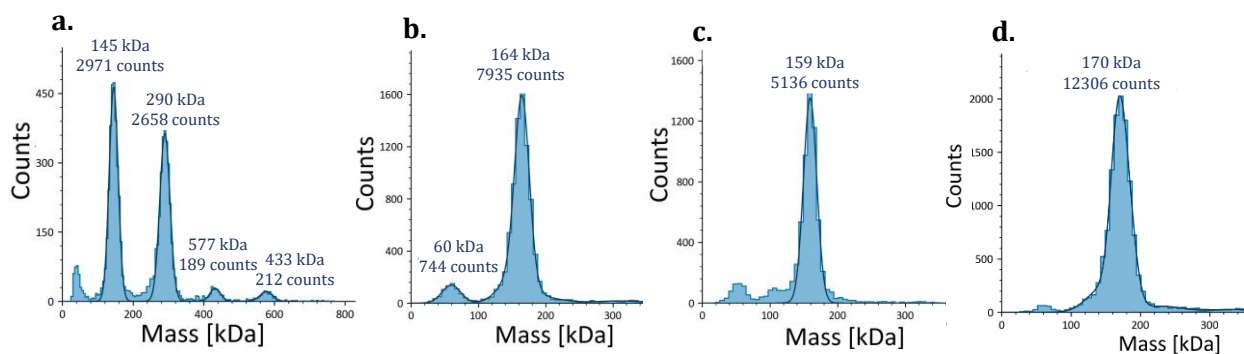 a.
145 kDa
2971 counts
290 kDa
2658 counts
577 kDa
189 counts
433 kDa
212 counts
Counts
450
300
150
0
0
200
400
600
800
Mass [kDa]
b.
164 kDa
7935 counts
60 kDa
744 counts
Counts
1600
1200
800
400
0
0
100
200
300
Mass [kDa]
c.
159 kDa
5136 counts
Counts
1600
1200
800
400
0
0
100
200
300
Mass [kDa]
d.
170 kDa
12306 counts
Counts
2000
1500
1000
500
0
0
100
200
300
Mass [kDa]